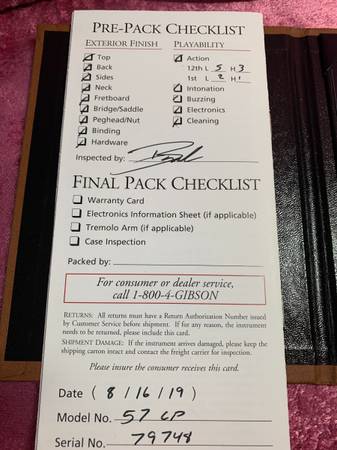 PRE-PACK CHECKLIST
EXTERIOR FINISH PLAYABILITY
Top Action
Back 12th L 5 H 3
Sides 1st L 2 H 1
Neck Intonation
Fretboard Buzzing
Bridge/Saddle Electronics
Peghead/Nut Cleaning
Binding
Hardware
Inspected by:
FINAL PACK CHECKLIST
Warranty Card
Electronics Information Sheet (if applicable)
Tremolo Arm (if applicable)
Case Inspection
Packed by:
For consumer or dealer service,
call 1-800-4-GIBSON
RETURNS: All returns must have a Return Authorization Number issued
by Customer Service before shipment. If for any reason, the instrument
needs to be returned, please include this card.
SHIPMENT DAMAGE: If the instrument arrives damaged, please keep the
shipping carton intact and contact the freight carrier for inspection.
Please insure the consumer receives this card.
Date (8/16/19)
Model No. 57 LP
Serial No. 79748